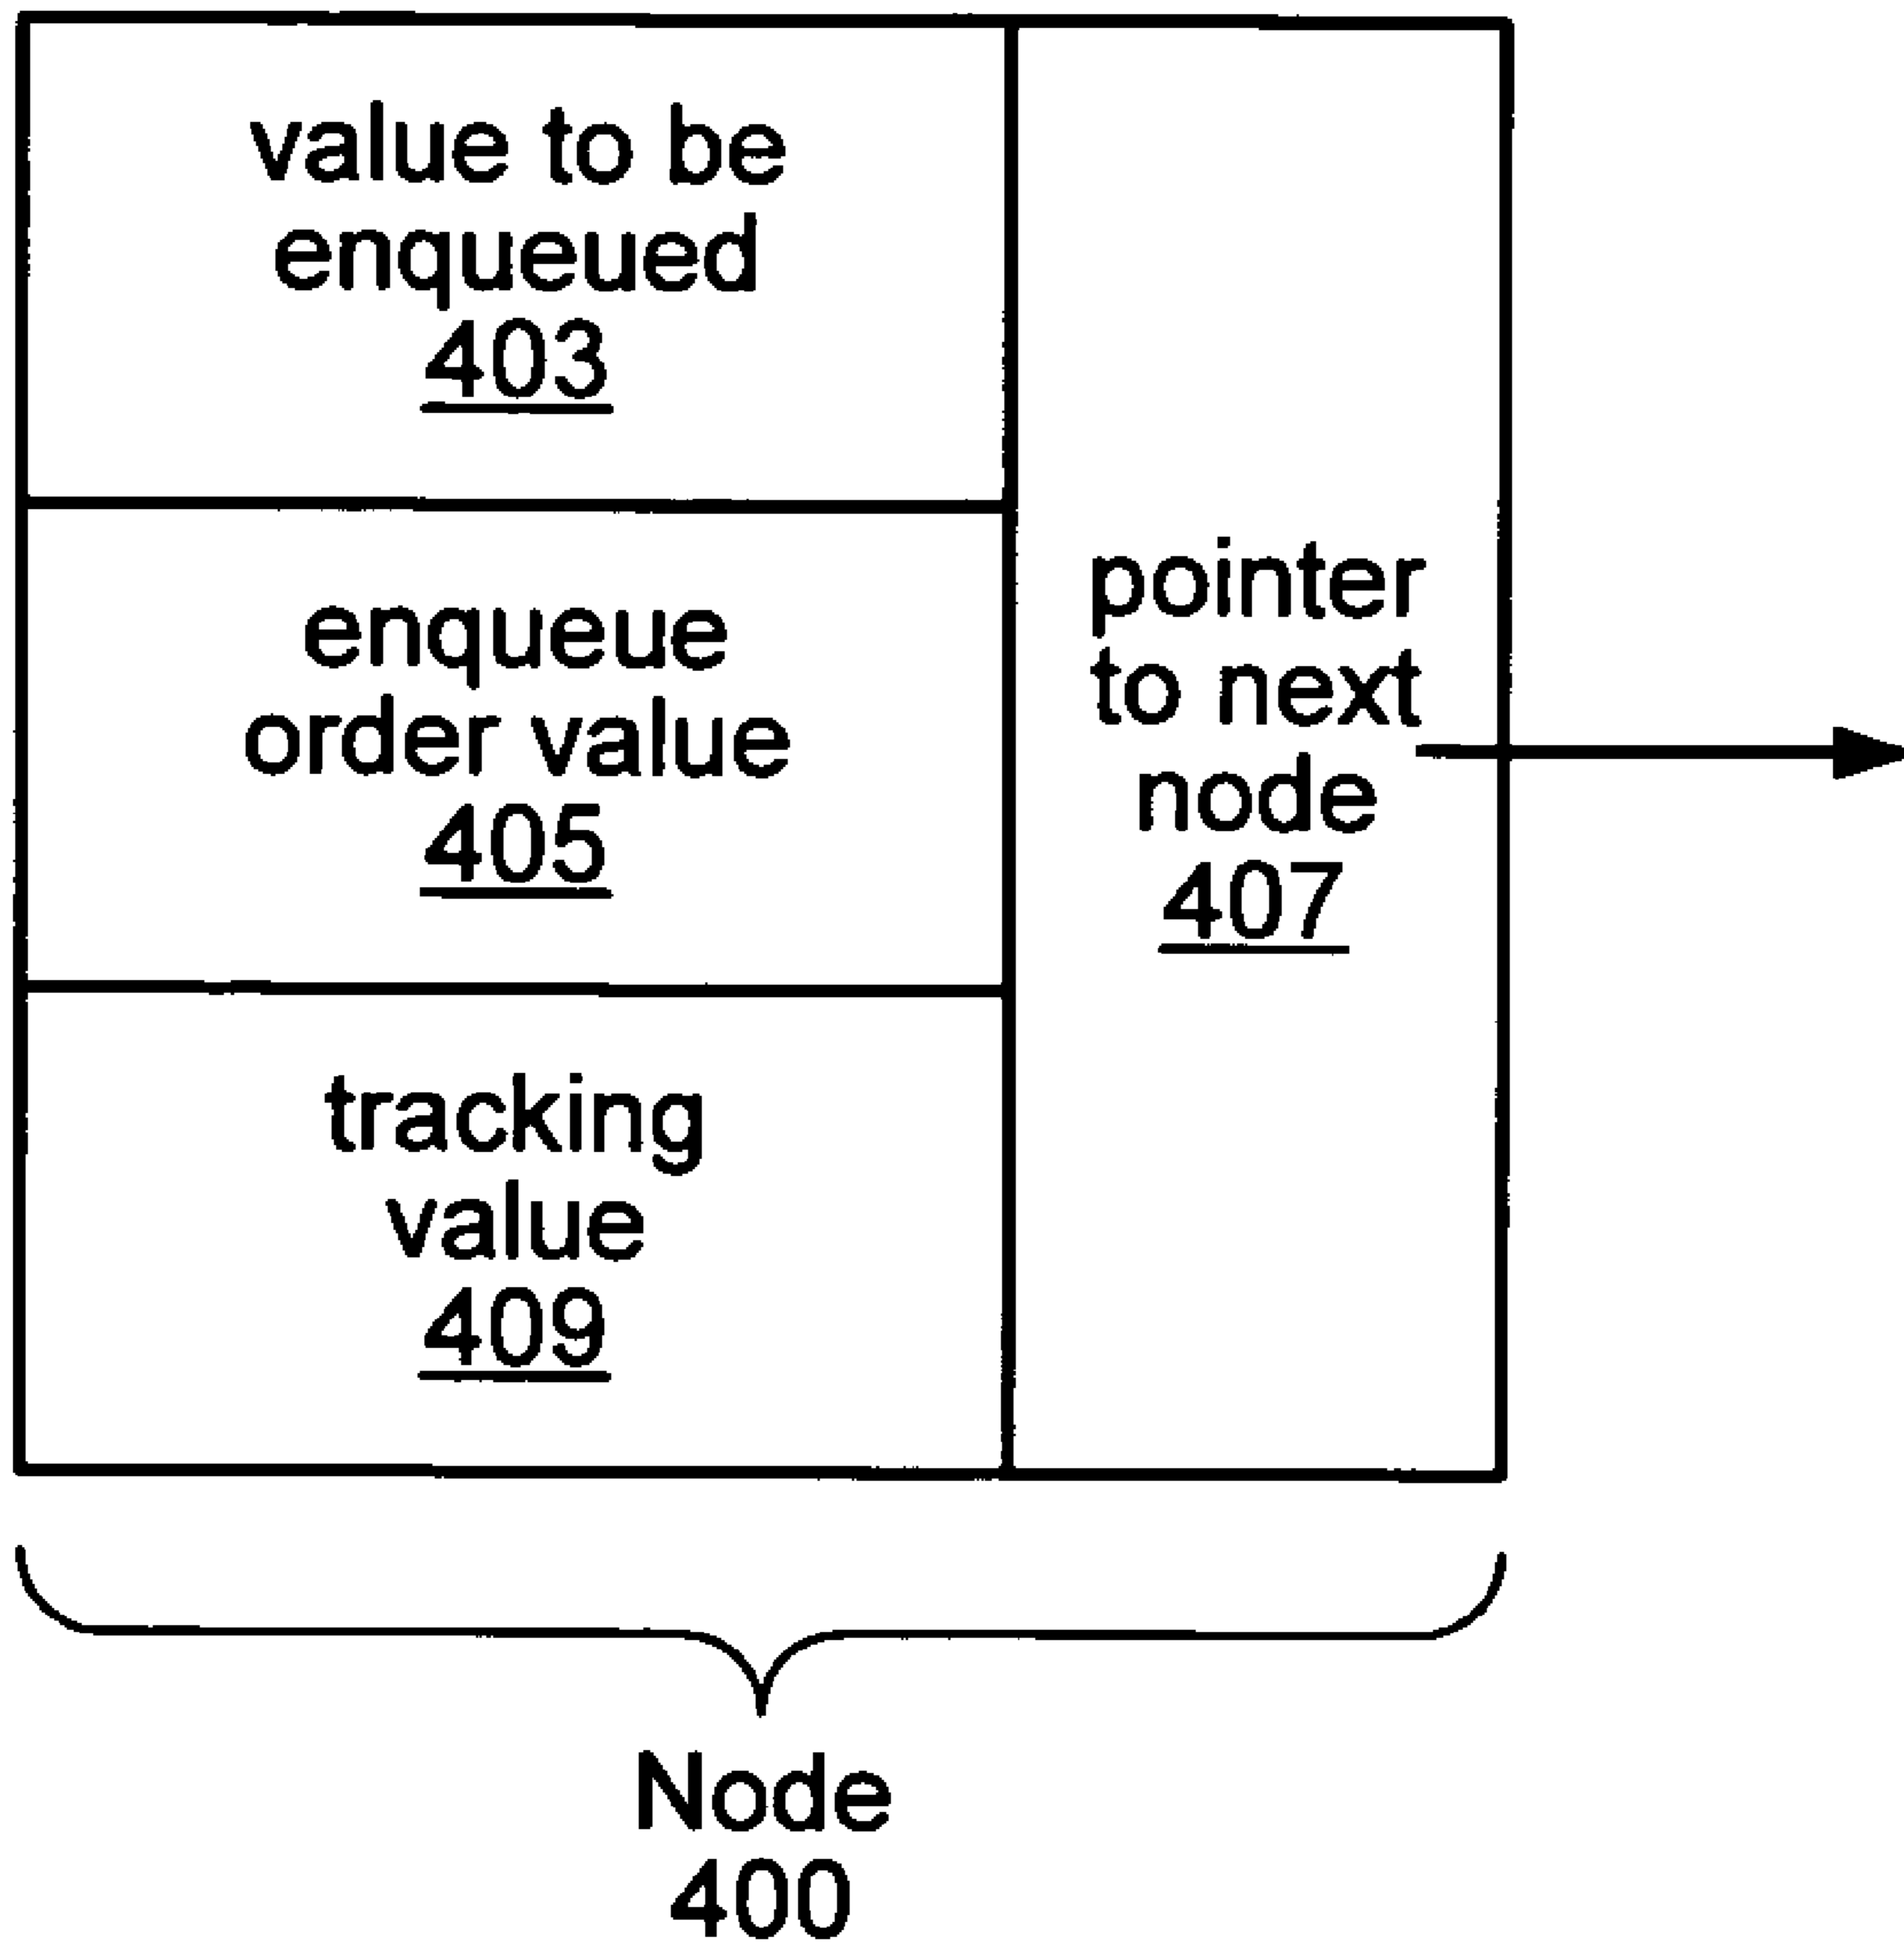 value to be
enqueued
403
enqueue
order value
405
tracking
value
409
pointer
to next
node
407
Node
400